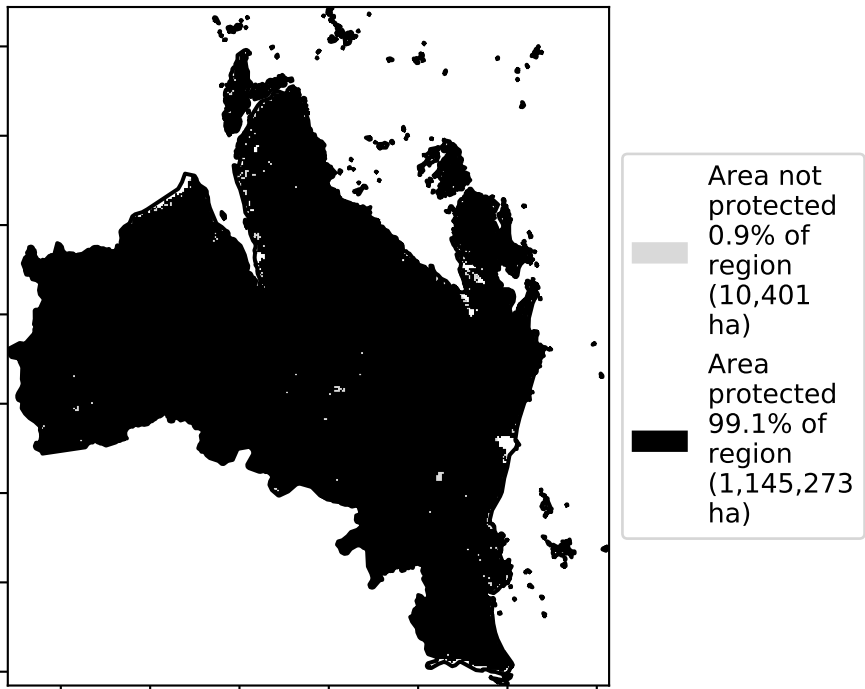 Area not
protected
0.9% of
region
(10,401
ha)
Area
protected
99.1% of
region
(1,145,273
ha)